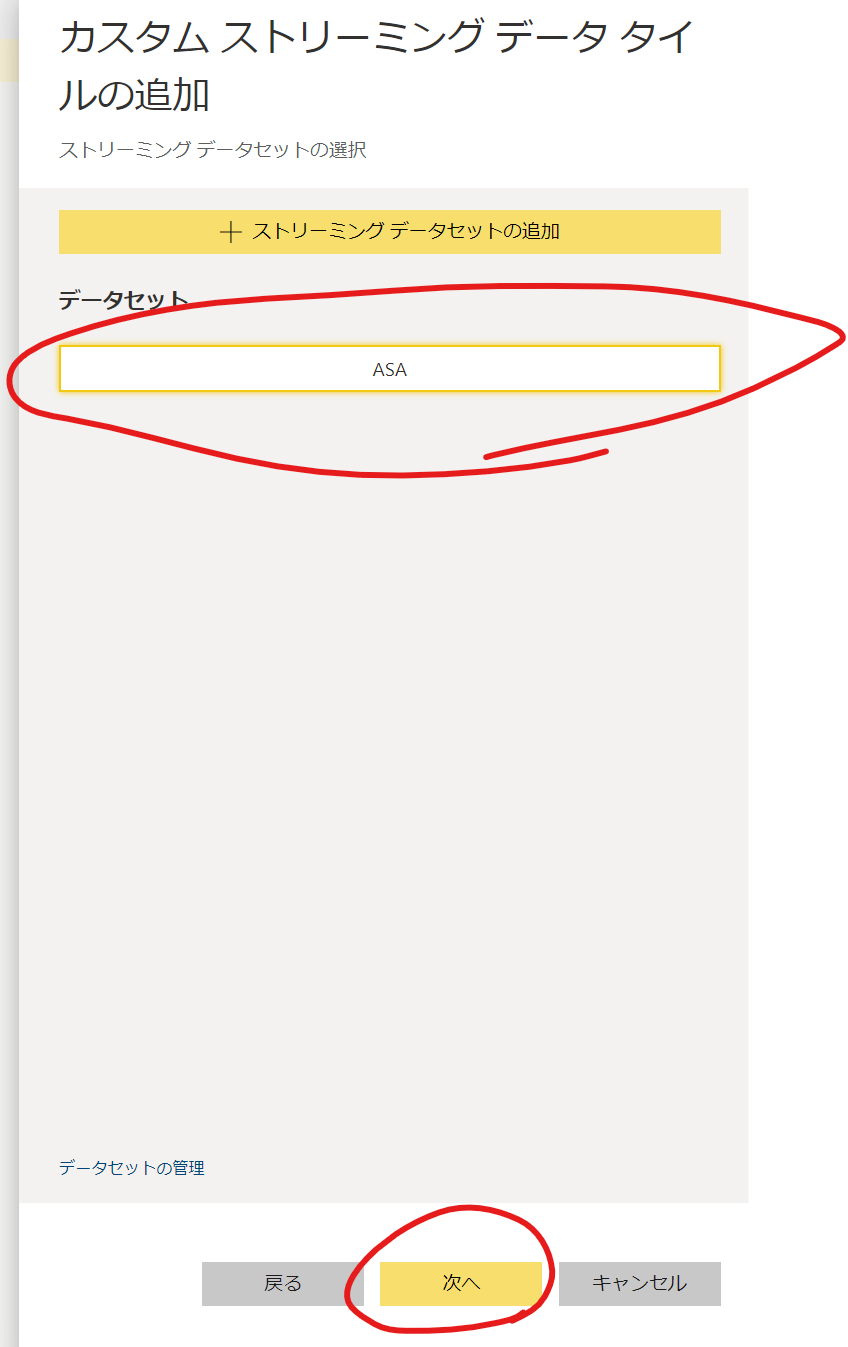 カスタム ストリーミング データ タイ
ルの追加
ストリーミング データセットの選択
ストリーミング データセットの追加
データセット
ASA
データセットの管理
戻る
次へ
キャンセル